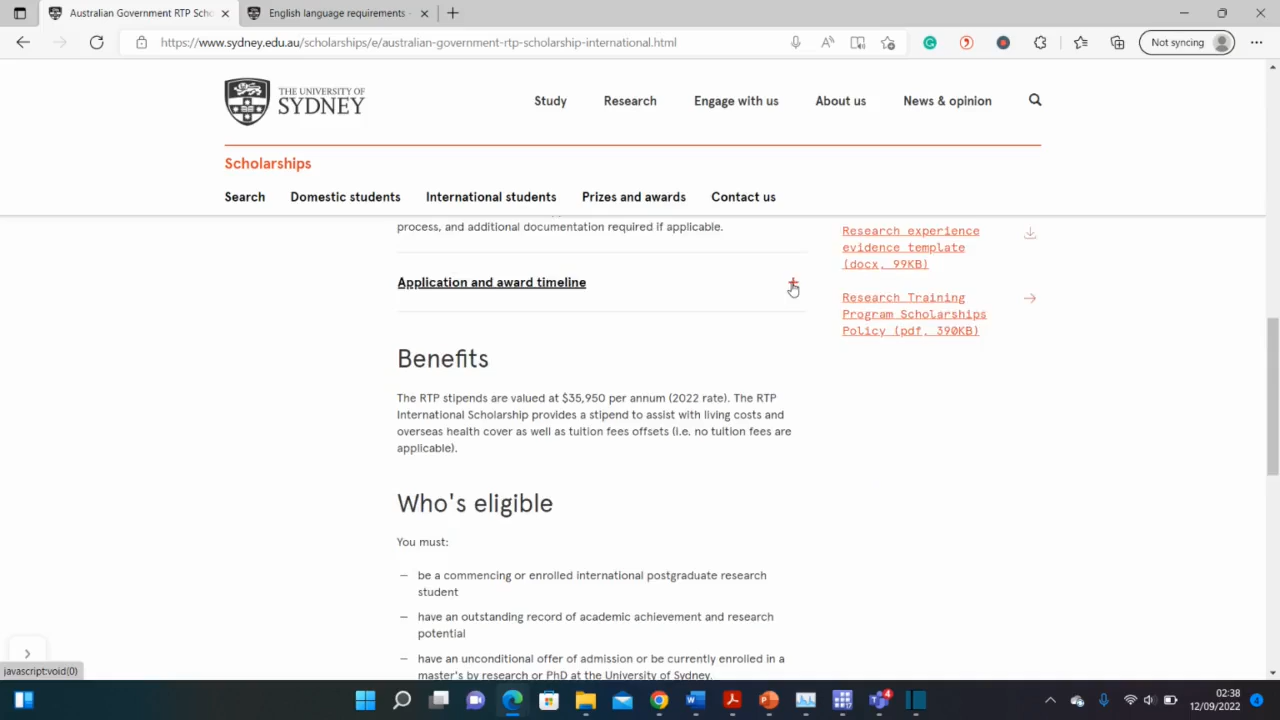 Australian Government RTP Scho
English language requirements -
https://www.sydney.edu.au/scholarships/e/australian-government-rtp-scholarship-international.html
Not syncing
THE UNIVERSITY OF
SYDNEY
Study
Research
Engage with us
About us
News & opinion
Scholarships
Search
Domestic students
International students
Prizes and awards
Contact us
process, and additional documentation required if applicable.
Application and award timeline
Research experience
evidence template
(docx, 99KB)
Research Training
Program Scholarships
Policy (pdf, 390KB)
Benefits
The RTP stipends are valued at $35,950 per annum (2022 rate). The RTP
International Scholarship provides a stipend to assist with living costs and
overseas health cover as well as tuition fees offsets (i.e. no tuition fees are
applicable).
Who's eligible
You must:
— be a commencing or enrolled international postgraduate research
student
— have an outstanding record of academic achievement and research
potential
— have an unconditional offer of admission or be currently enrolled in a
master's by research or PhD at the University of Sydney.
javascript:void(0)
4
02:38
12/09/2022